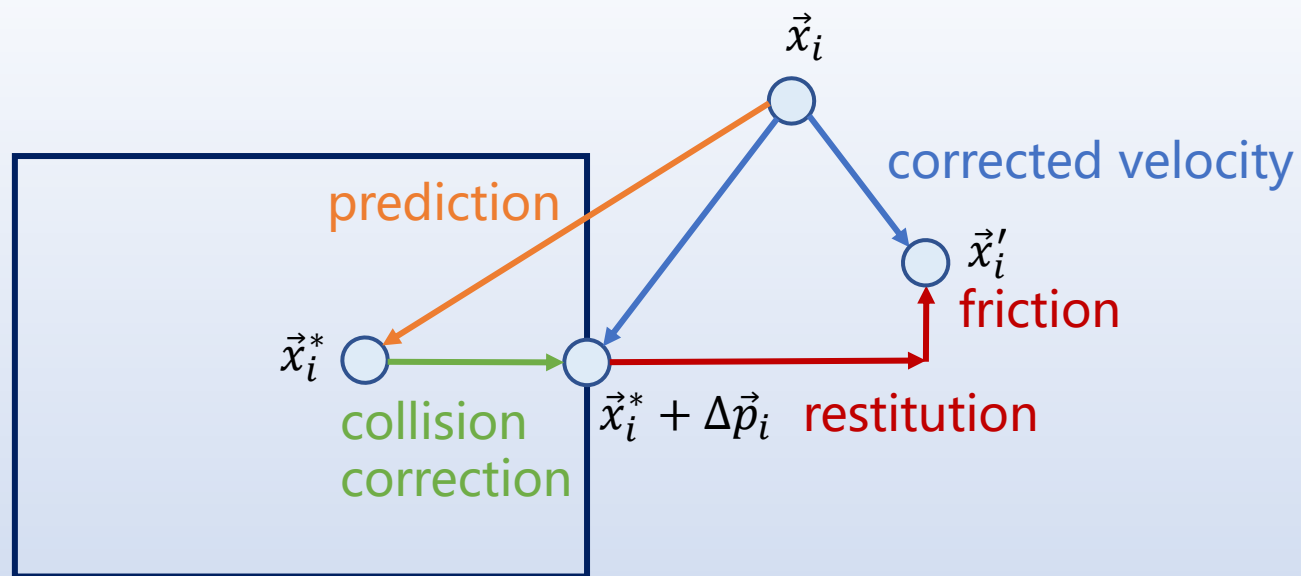 x⃗ᵢ
corrected velocity
prediction
x⃗ᵢ′
friction
x⃗ᵢ*
x⃗ᵢ* + Δp⃗ᵢ
restitution
collision
correction